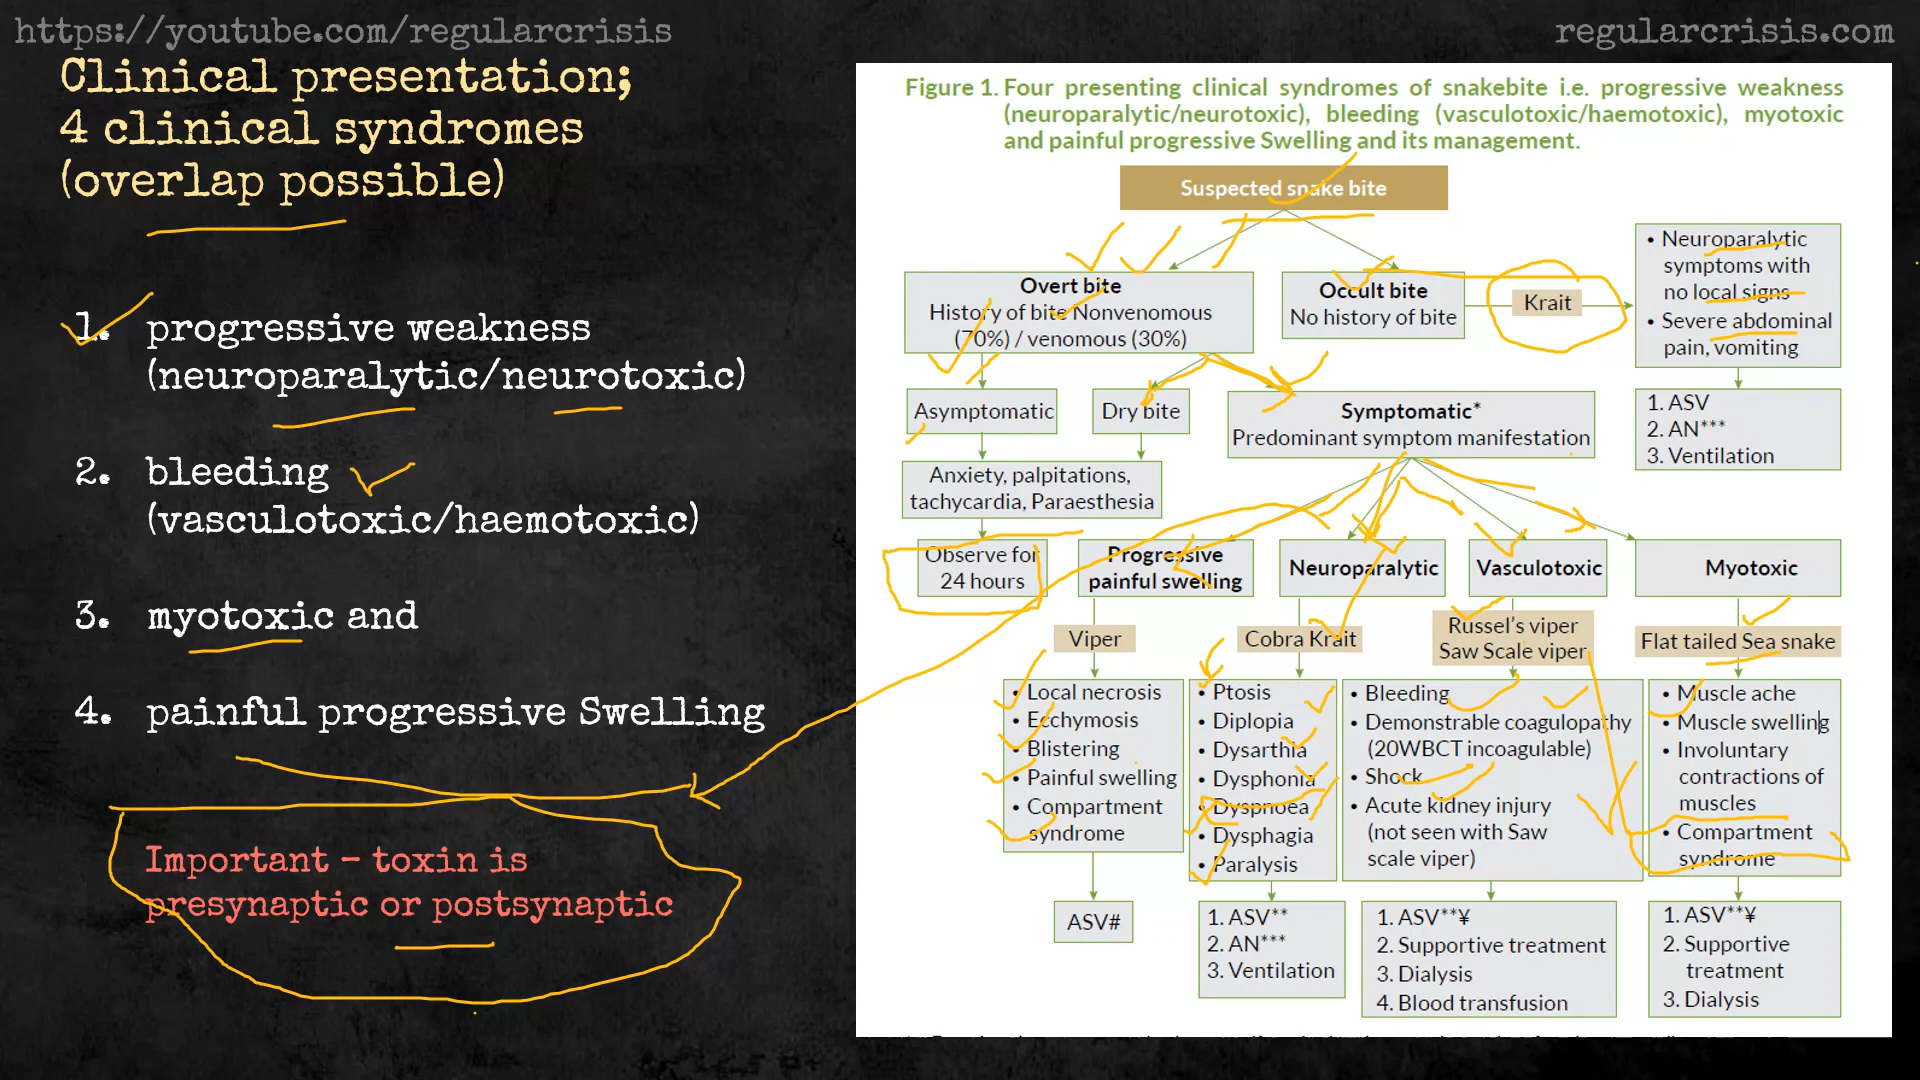 https://youtube.com/regularcrisis
regularcrisis.com
Clinical presentation;
4 clinical syndromes
(overlap possible)
1. progressive weakness
(neuroparalytic/neurotoxic)
2. bleeding
(vasculotoxic/haemotoxic)
3. myotoxic and
4. painful progressive Swelling
Important - toxin is
presynaptic or postsynaptic
Figure 1. Four presenting clinical syndromes of snakebite i.e. progressive weakness
(neuroparalytic/neurotoxic), bleeding (vasculotoxic/haemotoxic), myotoxic
and painful progressive Swelling and its management.
Suspected snake bite
Overt bite
History of bite Nonvenomous
(70%) / venomous (30%)
Occult bite
No history of bite
Krait
• Neuroparalytic
symptoms with
no local signs
• Severe abdominal
pain, vomiting
1. ASV
2. AN***
3. Ventilation
Asymptomatic
Dry bite
Symptomatic*
Predominant symptom manifestation
Anxiety, palpitations,
tachycardia, Paraesthesia
Observe for
24 hours
Progressive
painful swelling
Neuroparalytic
Vasculotoxic
Myotoxic
Viper
Cobra Krait
Russel's viper
Saw Scale viper
Flat tailed Sea snake
• Local necrosis
• Ecchymosis
• Blistering
• Painful swelling
• Compartment
syndrome
• Ptosis
• Diplopia
• Dysarthia
• Dysphonia
• Dyspnoea
• Dysphagia
• Paralysis
• Bleeding
• Demonstrable coagulopathy
(20WBCT incoagulable)
• Shock
• Acute kidney injury
(not seen with Saw
scale viper)
• Muscle ache
• Muscle swelling
• Involuntary
contractions of
muscles
• Compartment
syndrome
ASV#
1. ASV**
2. AN***
3. Ventilation
1. ASV**¥
2. Supportive treatment
3. Dialysis
4. Blood transfusion
1. ASV**¥
2. Supportive
treatment
3. Dialysis